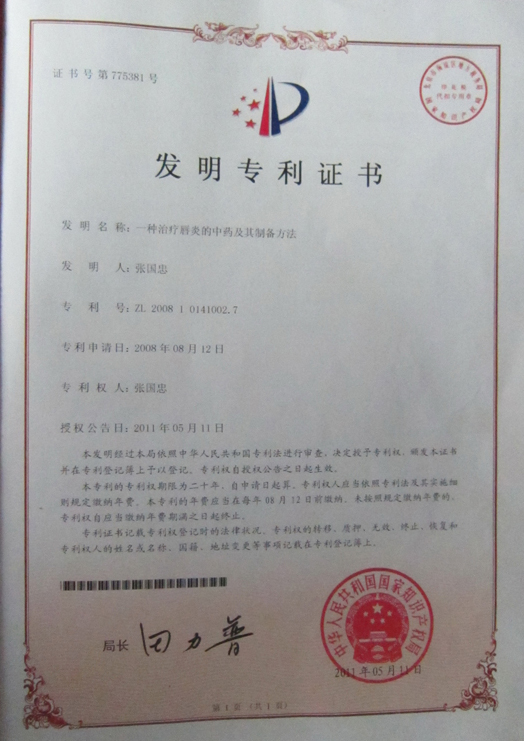 证书号第775381号
发明专利证书
发明名称：一种治疗唇炎的中药及其制备方法
发明人：张国忠
专利号：ZL 2008 1 0141002.7
专利申请日：2008年08月12日
专利权人：张国忠
授权公告日：2011年05月11日
本发明经过本局依照中华人民共和国专利法进行审查，决定授予专利权，颁发本证书
并在专利登记簿上予以登记。专利权自授权公告之日起生效。
本专利的专利权期限为二十年，自申请日起算。专利权人应当依照专利法及其实施细
则规定缴纳年费。本专利的年费应当在每年08月12日前缴纳。未按照规定缴纳年费的，
专利权自应当缴纳年费期满之日起终止。
专利证书记载专利权登记时的法律状况。专利权的转移、质押、无效、终止、恢复和
专利权人的姓名或名称、国籍、地址变更等事项记载在专利登记簿上。
局长
田力普
中华人民共和国国家知识产权局
2011年05月11日
第1页（共1页）